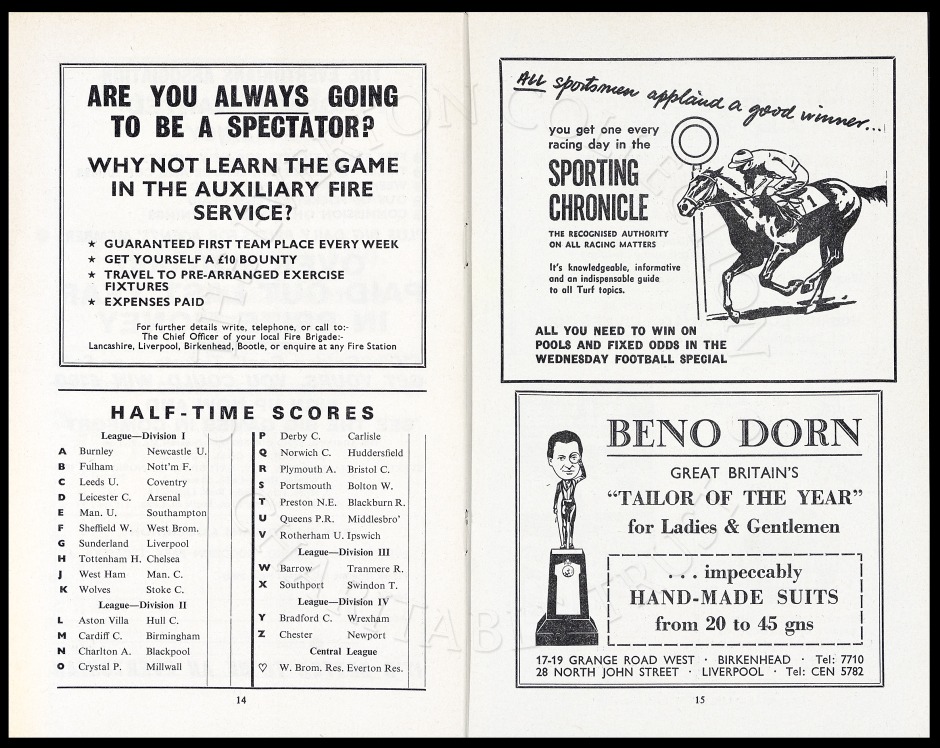 ARE YOU ALWAYS GOING
TO BE A SPECTATOR?
WHY NOT LEARN THE GAME
IN THE AUXILIARY FIRE
SERVICE?
★ GUARANTEED FIRST TEAM PLACE EVERY WEEK
★ GET YOURSELF A £10 BOUNTY
★ TRAVEL TO PRE-ARRANGED EXERCISE
FIXTURES
★ EXPENSES PAID
For further details write, telephone, or call to:-
The Chief Officer of your local Fire Brigade:-
Lancashire, Liverpool, Birkenhead, Bootle, or enquire at any Fire Station
HALF-TIME SCORES
League—Division I
A Burnley Newcastle U.
B Fulham Nott'm F.
C Leeds U. Coventry
D Leicester C. Arsenal
E Man. U. Southampton
F Sheffield W. West Brom.
G Sunderland Liverpool
H Tottenham H. Chelsea
J West Ham Man. C.
K Wolves Stoke C.
League—Division II
L Aston Villa Hull C.
M Cardiff C. Birmingham
N Charlton A. Blackpool
O Crystal P. Millwall
P Derby C. Carlisle
Q Norwich C. Huddersfield
R Plymouth A. Bristol C.
S Portsmouth Bolton W.
T Preston N.E. Blackburn R.
U Queens P.R. Middlesbro'
V Rotherham U. Ipswich
League—Division III
W Barrow Tranmere R.
X Southport Swindon T.
League—Division IV
Y Bradford C. Wrexham
Z Chester Newport
Central League
♡ W. Brom. Res. Everton Res.
14
ALL sportsmen applaud a good winner...
you get one every
racing day in the
SPORTING
CHRONICLE
THE RECOGNISED AUTHORITY
ON ALL RACING MATTERS
It's knowledgeable, informative
and an indispensable guide
to all Turf topics.
ALL YOU NEED TO WIN ON
POOLS AND FIXED ODDS IN THE
WEDNESDAY FOOTBALL SPECIAL
BENO DORN
GREAT BRITAIN'S
"TAILOR OF THE YEAR"
for Ladies & Gentlemen
. . . impeccably
HAND-MADE SUITS
from 20 to 45 gns
17-19 GRANGE ROAD WEST · BIRKENHEAD · Tel: 7710
28 NORTH JOHN STREET · LIVERPOOL · Tel: CEN 5782
15